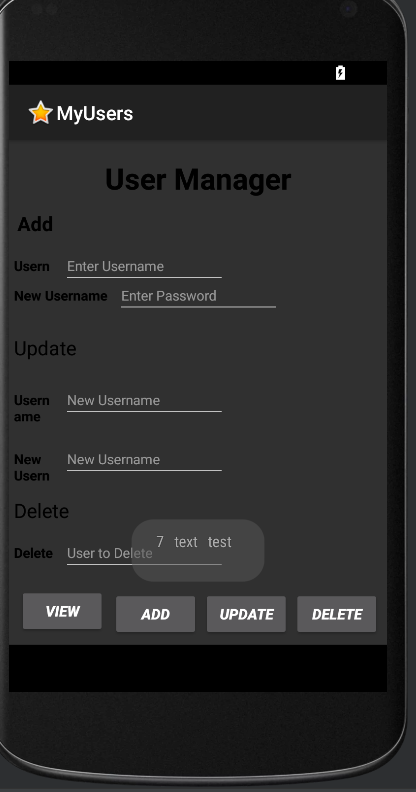 MyUsers
User Manager
Add
Usern Enter Username
New Username Enter Password
Update
Usern
ame New Username
New
Usern New Username
Delete
7 text test
Delete User to Delete
VIEW ADD UPDATE DELETE